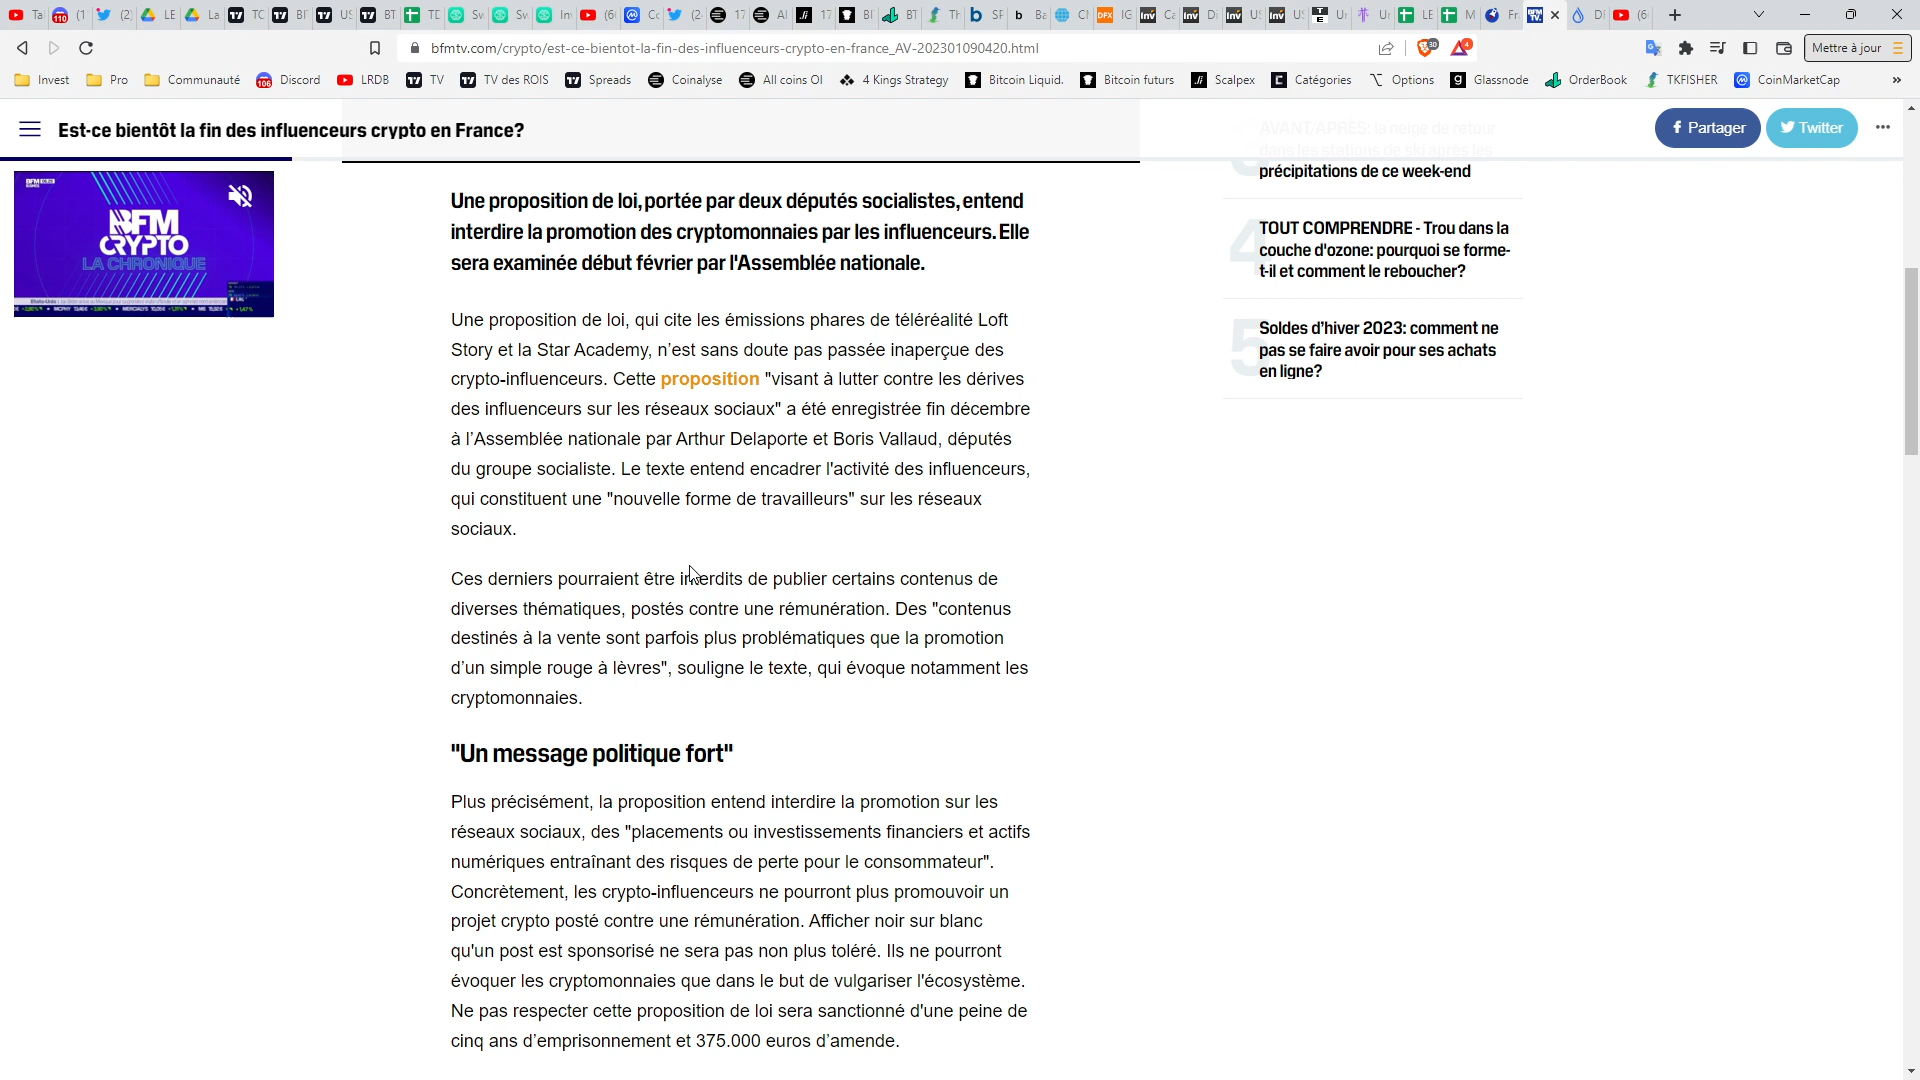 bfmtv.com/crypto/est-ce-bientot-la-fin-des-influenceurs-crypto-en-france_AV-202301090420.html
Mettre à jour
Invest Pro Communauté Discord LRDB TV TV des ROIS Spreads Coinalyse All coins OI 4 Kings Strategy Bitcoin Liquid. Bitcoin futurs Scalpex Catégories Options Glassnode OrderBook TKFISHER CoinMarketCap »
Est-ce bientôt la fin des influenceurs crypto en France?
Partager Twitter
BFM
CRYPTO
LA CHRONIQUE
Une proposition de loi, portée par deux députés socialistes, entend
interdire la promotion des cryptomonnaies par les influenceurs. Elle
sera examinée début février par l'Assemblée nationale.
Une proposition de loi, qui cite les émissions phares de téléréalité Loft
Story et la Star Academy, n’est sans doute pas passée inaperçue des
crypto-influenceurs. Cette proposition "visant à lutter contre les dérives
des influenceurs sur les réseaux sociaux" a été enregistrée fin décembre
à l’Assemblée nationale par Arthur Delaporte et Boris Vallaud, députés
du groupe socialiste. Le texte entend encadrer l'activité des influenceurs,
qui constituent une "nouvelle forme de travailleurs" sur les réseaux
sociaux.
Ces derniers pourraient être interdits de publier certains contenus de
diverses thématiques, postés contre une rémunération. Des "contenus
destinés à la vente sont parfois plus problématiques que la promotion
d’un simple rouge à lèvres", souligne le texte, qui évoque notamment les
cryptomonnaies.
"Un message politique fort"
Plus précisément, la proposition entend interdire la promotion sur les
réseaux sociaux, des "placements ou investissements financiers et actifs
numériques entraînant des risques de perte pour le consommateur".
Concrètement, les crypto-influenceurs ne pourront plus promouvoir un
projet crypto posté contre une rémunération. Afficher noir sur blanc
qu'un post est sponsorisé ne sera pas non plus toléré. Ils ne pourront
évoquer les cryptomonnaies que dans le but de vulgariser l'écosystème.
Ne pas respecter cette proposition de loi sera sanctionné d'une peine de
cinq ans d’emprisonnement et 375.000 euros d’amende.
AVANT/APRES: la neige de retour
dans les stations de ski après les
précipitations de ce week-end
4
TOUT COMPRENDRE - Trou dans la
couche d'ozone: pourquoi se forme-
t-il et comment le reboucher?
5
Soldes d’hiver 2023: comment ne
pas se faire avoir pour ses achats
en ligne?